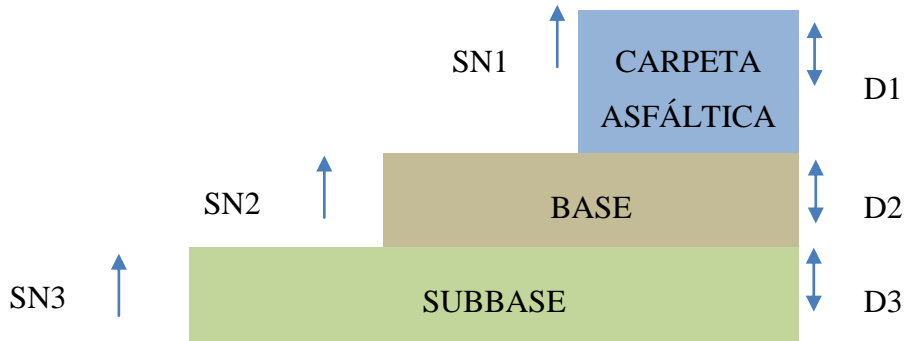 SN1
CARPETA
ASFÁLTICA
D1
SN2
BASE
D2
SN3
SUBBASE
D3